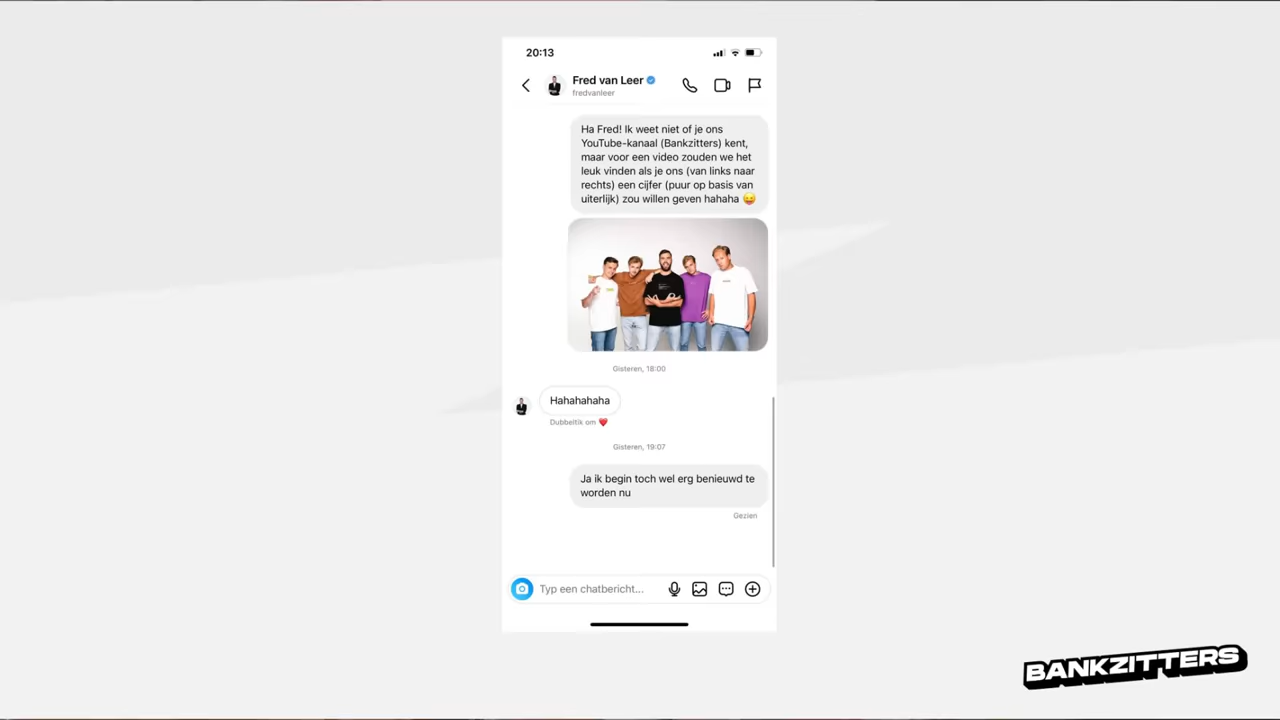 20:13
Fred van Leer
fredvanleer
Ha Fred! Ik weet niet of je ons
YouTube-kanaal (Bankzitters) kent,
maar voor een video zouden we het
leuk vinden als je ons (van links naar
rechts) een cijfer (puur op basis van
uiterlijk) zou willen geven hahaha 😝
Gisteren, 18:00
Hahahahaha
Dubbeltik om ❤️
Gisteren, 19:07
Ja ik begin toch wel erg benieuwd te
worden nu
Gezien
Typ een chatbericht...
BANKZITTERS